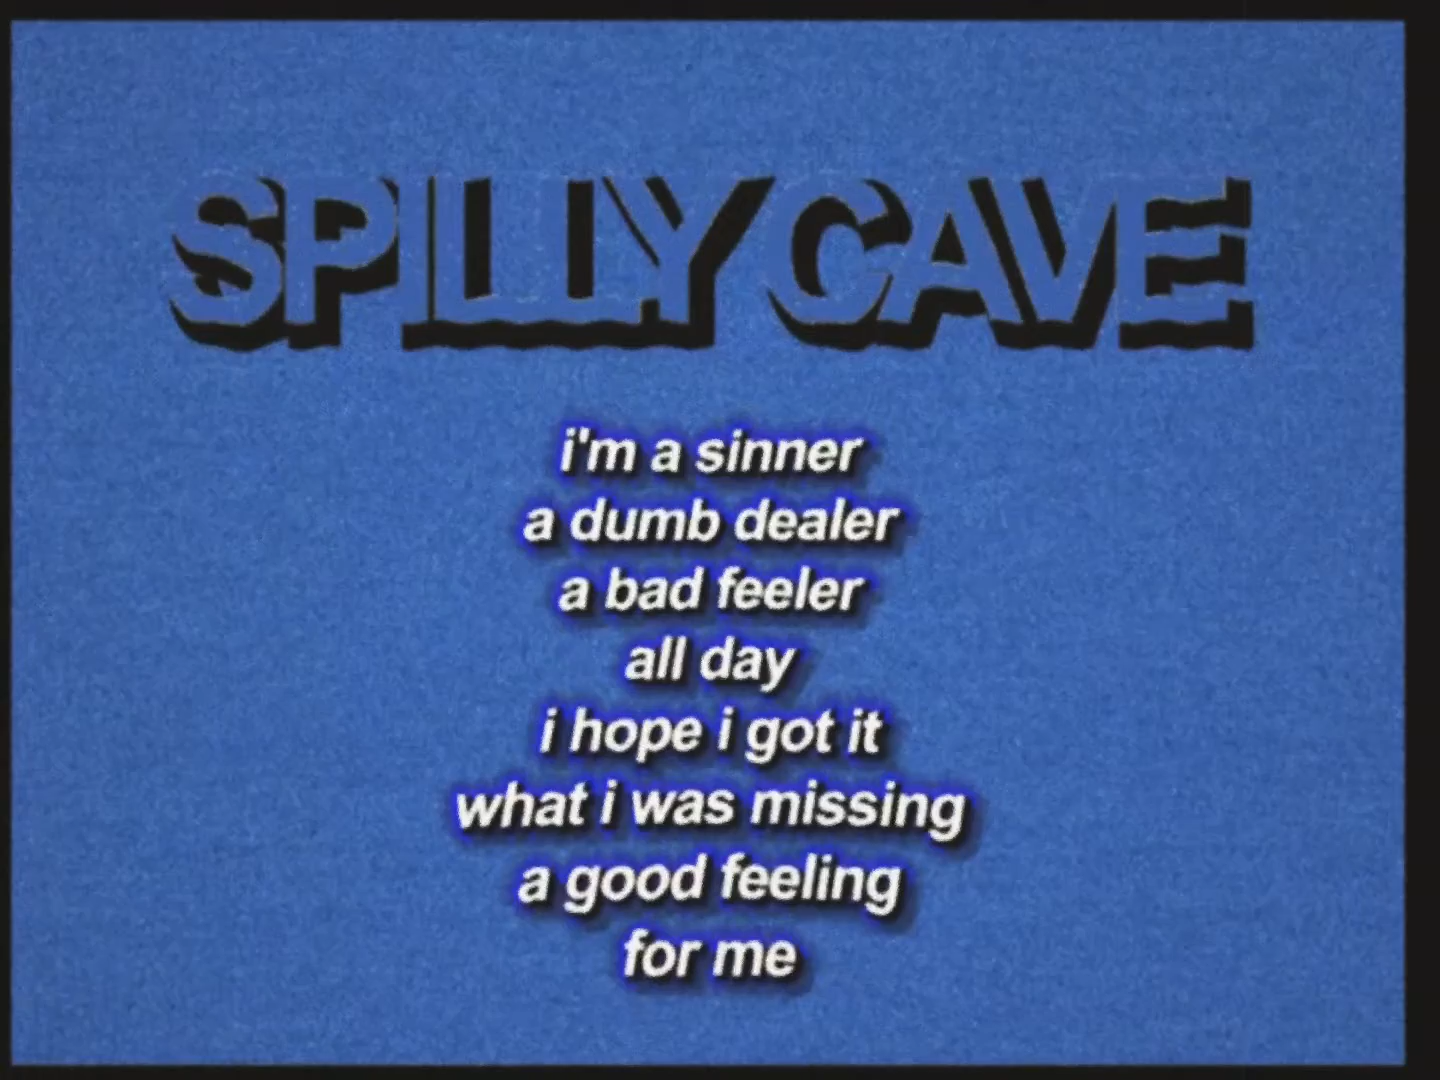 SPILLY CAVE
i'm a sinner
a dumb dealer
a bad feeler
all day
i hope i got it
what i was missing
a good feeling
for me